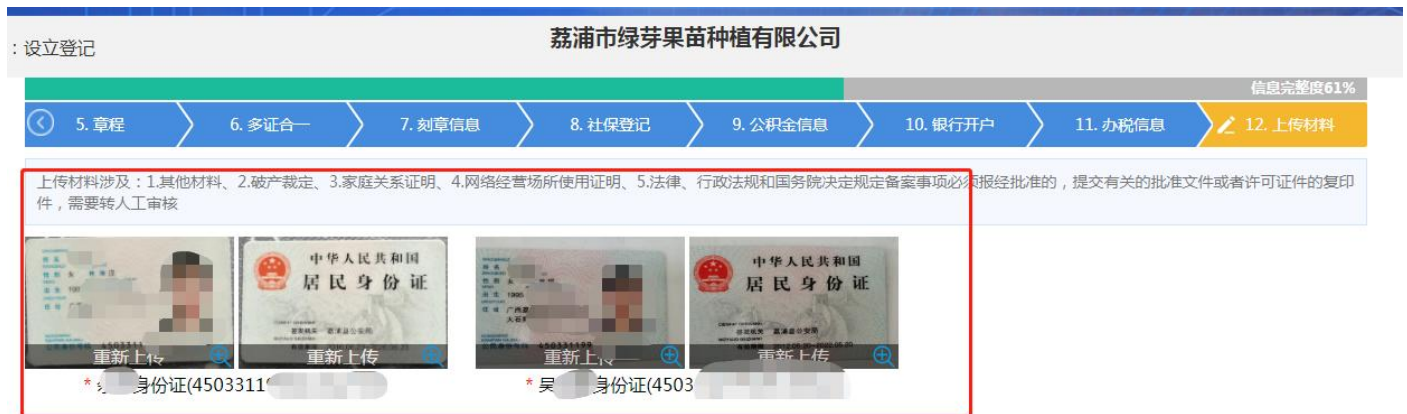 ：设立登记
荔浦市绿芽果苗种植有限公司
信息完整度61%
5. 章程
6. 多证合一
7. 刻章信息
8. 社保登记
9. 公积金信息
10. 银行开户
11. 办税信息
12. 上传材料
上传材料涉及：1.其他材料、2.破产裁定、3.家庭关系证明、4.网络经营场所使用证明、5.法律、行政法规和国务院决定规定备案事项必须报经批准的，提交有关的批准文件或者许可证件的复印
件，需要转人工审核
中华人民共和国
居民身份证
中华人民共和国
居民身份证
重新上传
重新上传
重新上传
重新上传
* 身份证(4503311
* 吴 身份证(4503